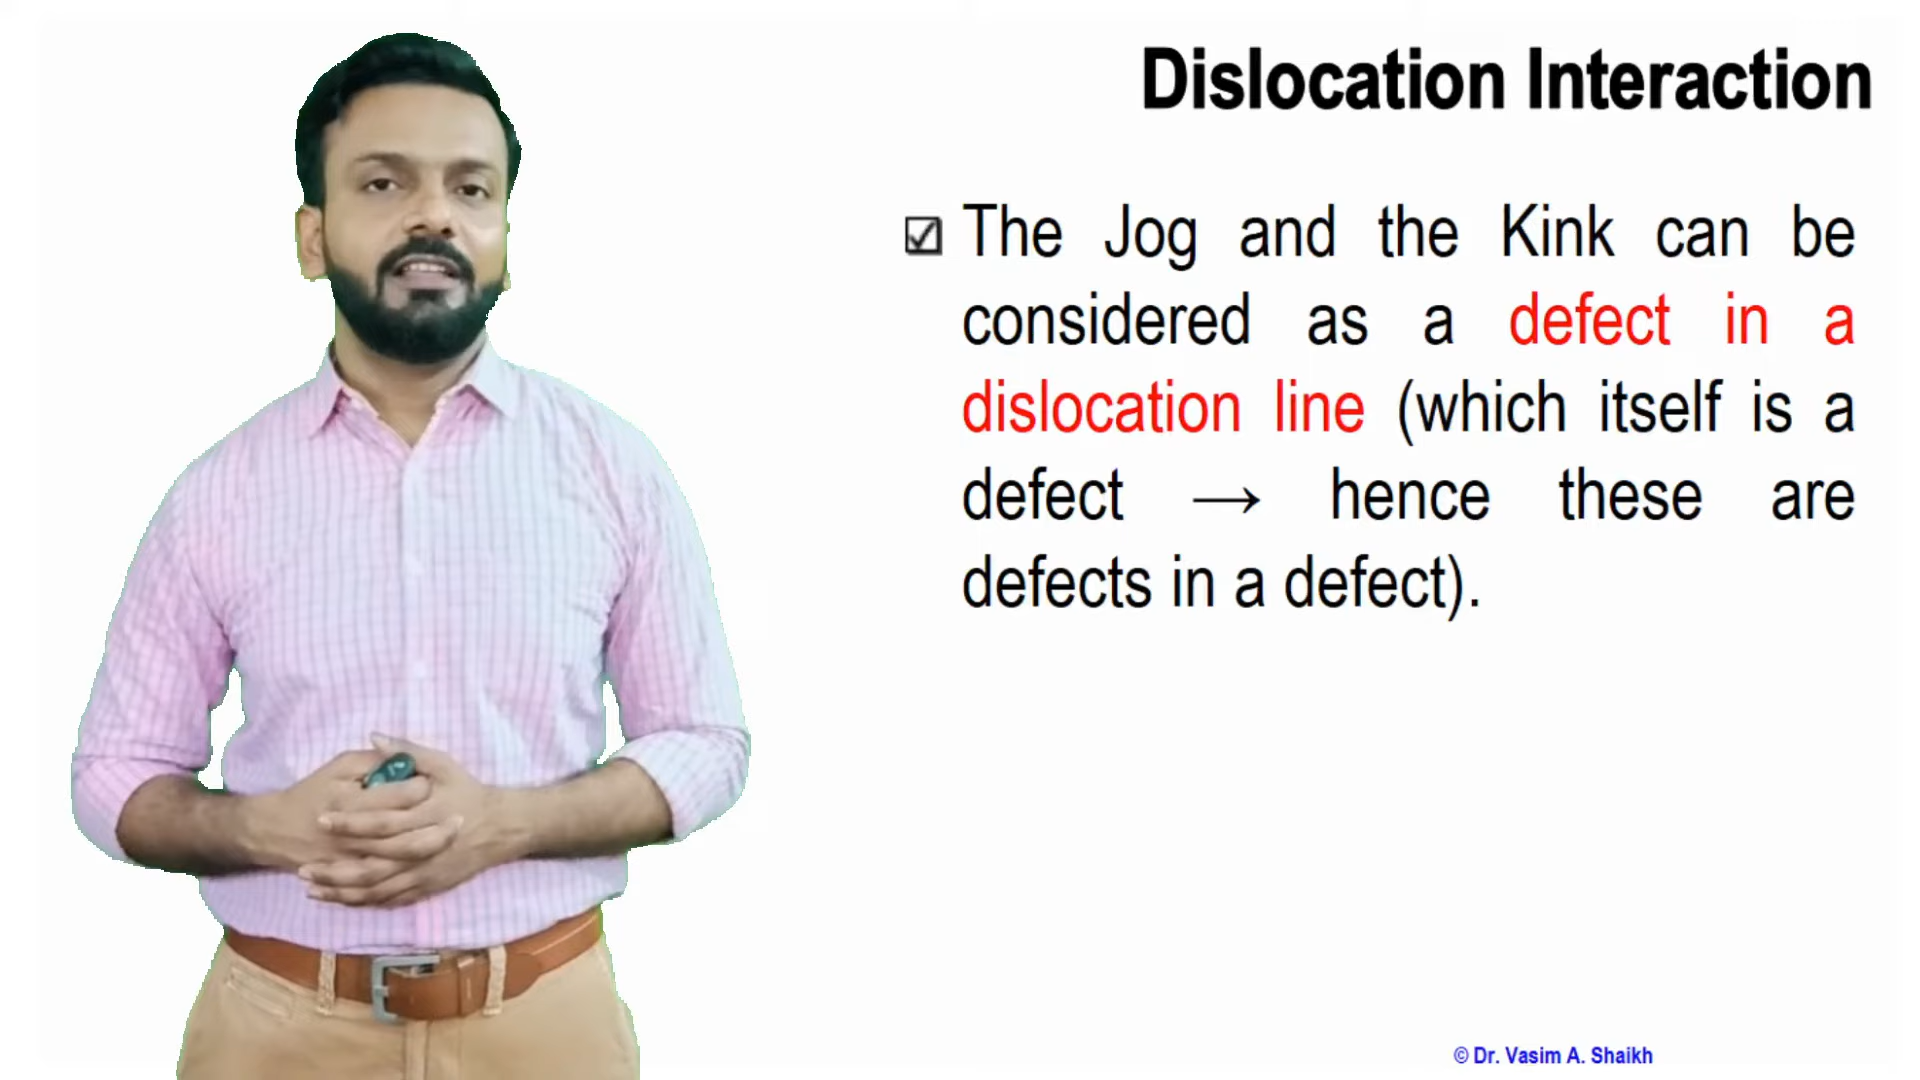 Dislocation Interaction
☑ The Jog and the Kink can be
considered as a defect in a
dislocation line (which itself is a
defect → hence these are
defects in a defect).
© Dr. Vasim A. Shaikh